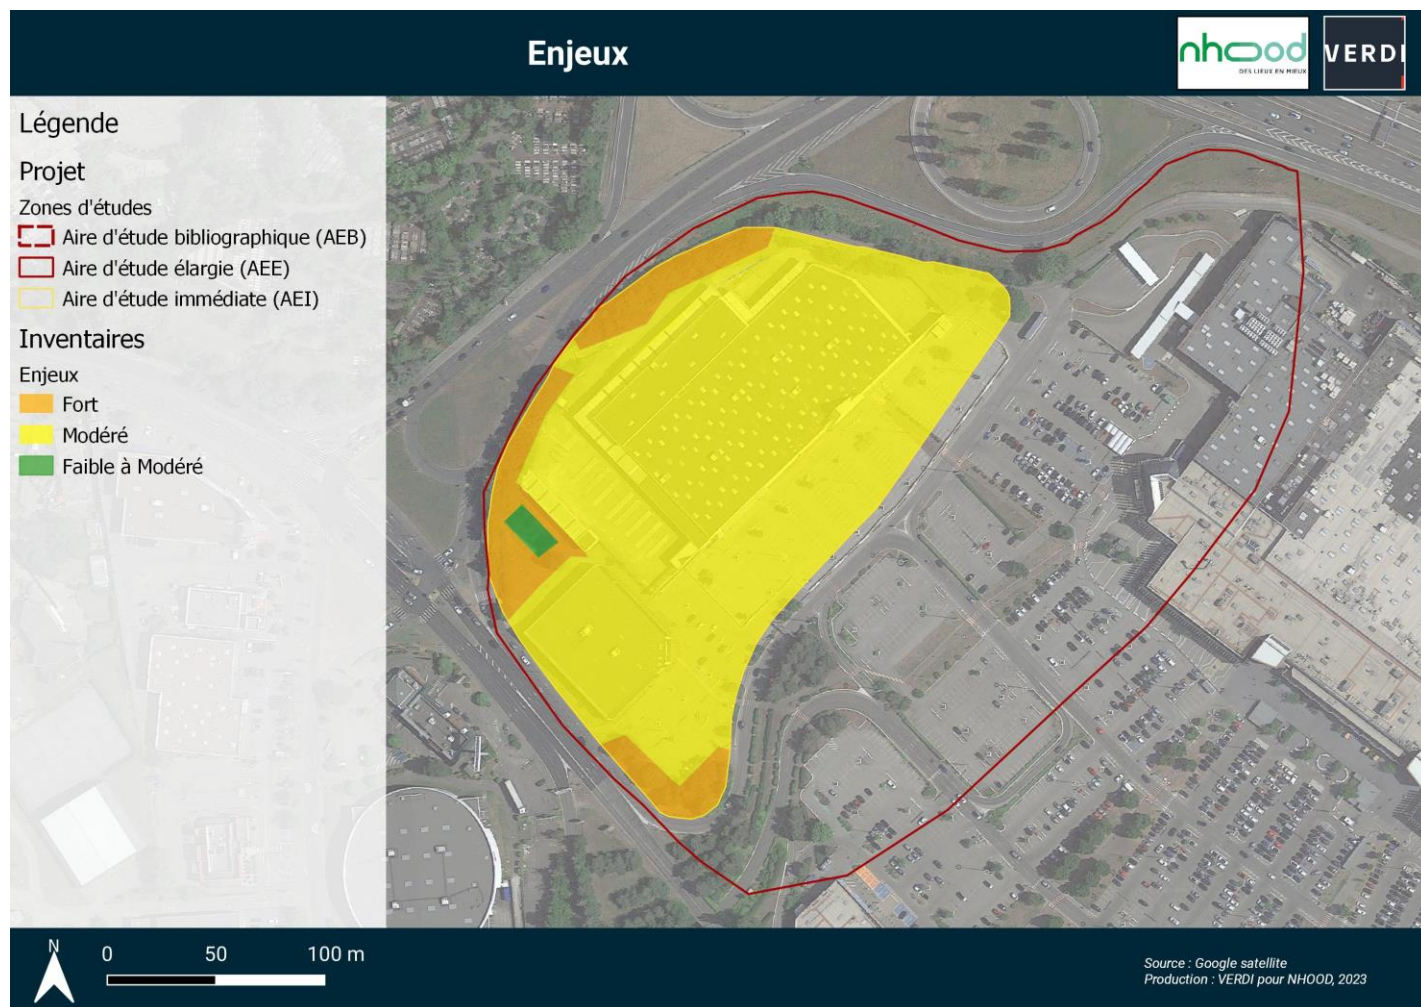 Enjeux
nhood
DES LIEUX EN MIEUX
VERDI
Légende
Projet
Zones d'études
Aire d'étude bibliographique (AEB)
Aire d'étude élargie (AEE)
Aire d'étude immédiate (AEI)
Inventaires
Enjeux
Fort
Modéré
Faible à Modéré
N
0 50 100 m
Source : Google satellite
Production : VERDI pour NHOOD, 2023